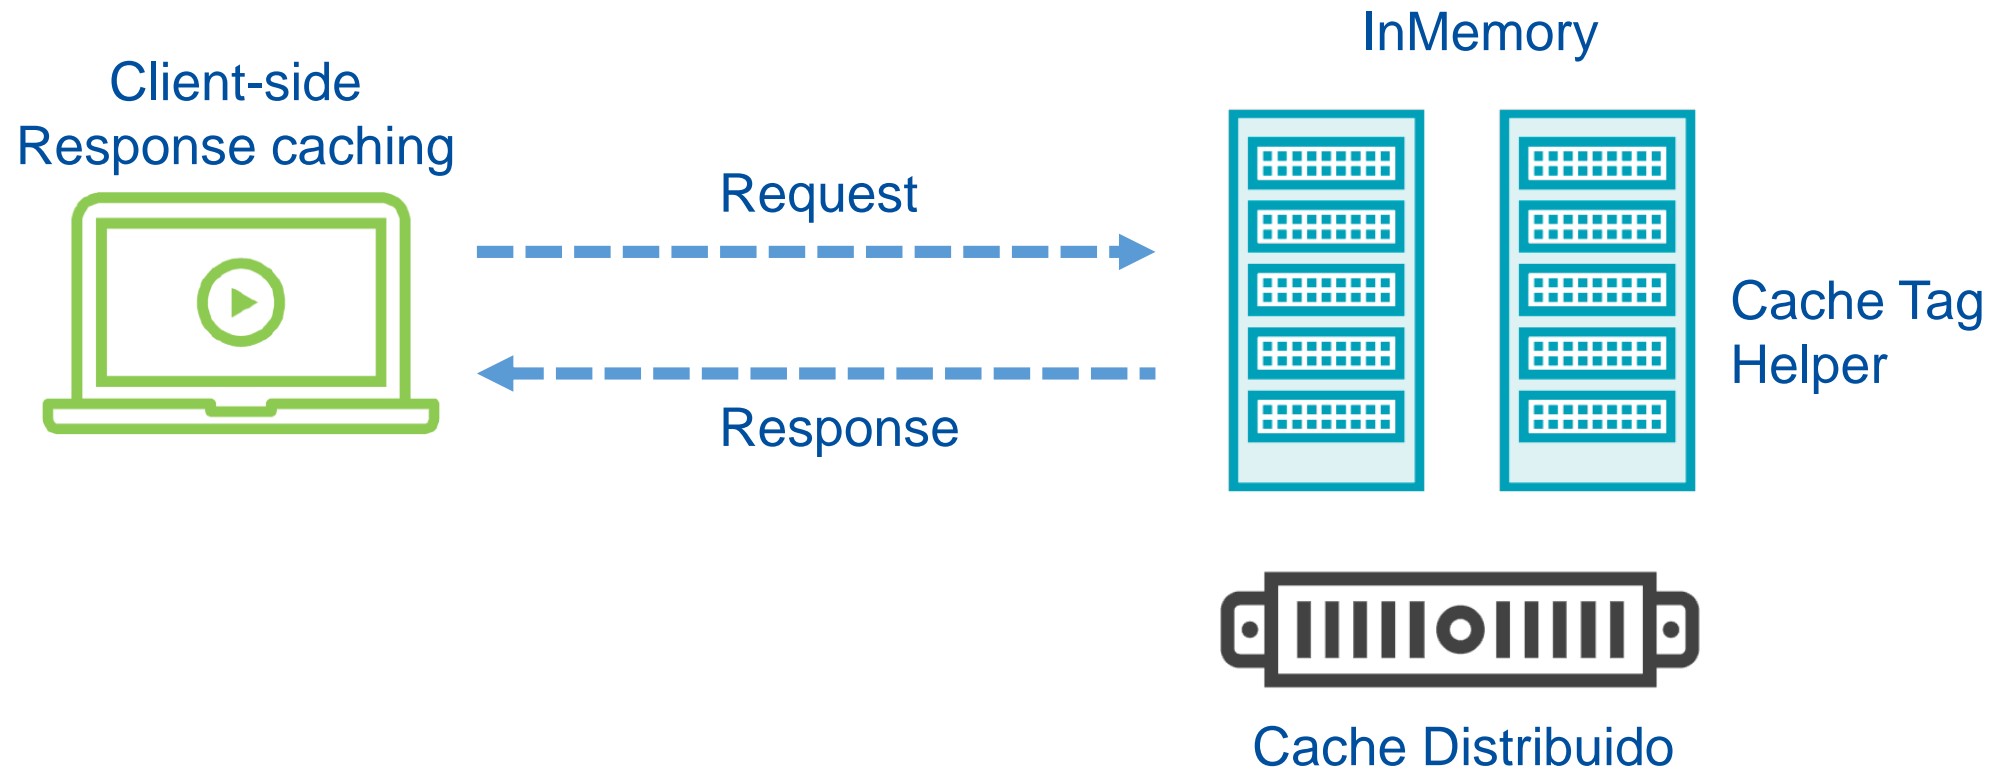 Client-side
Response caching
Request
Response
InMemory
Cache Tag
Helper
Cache Distribuido